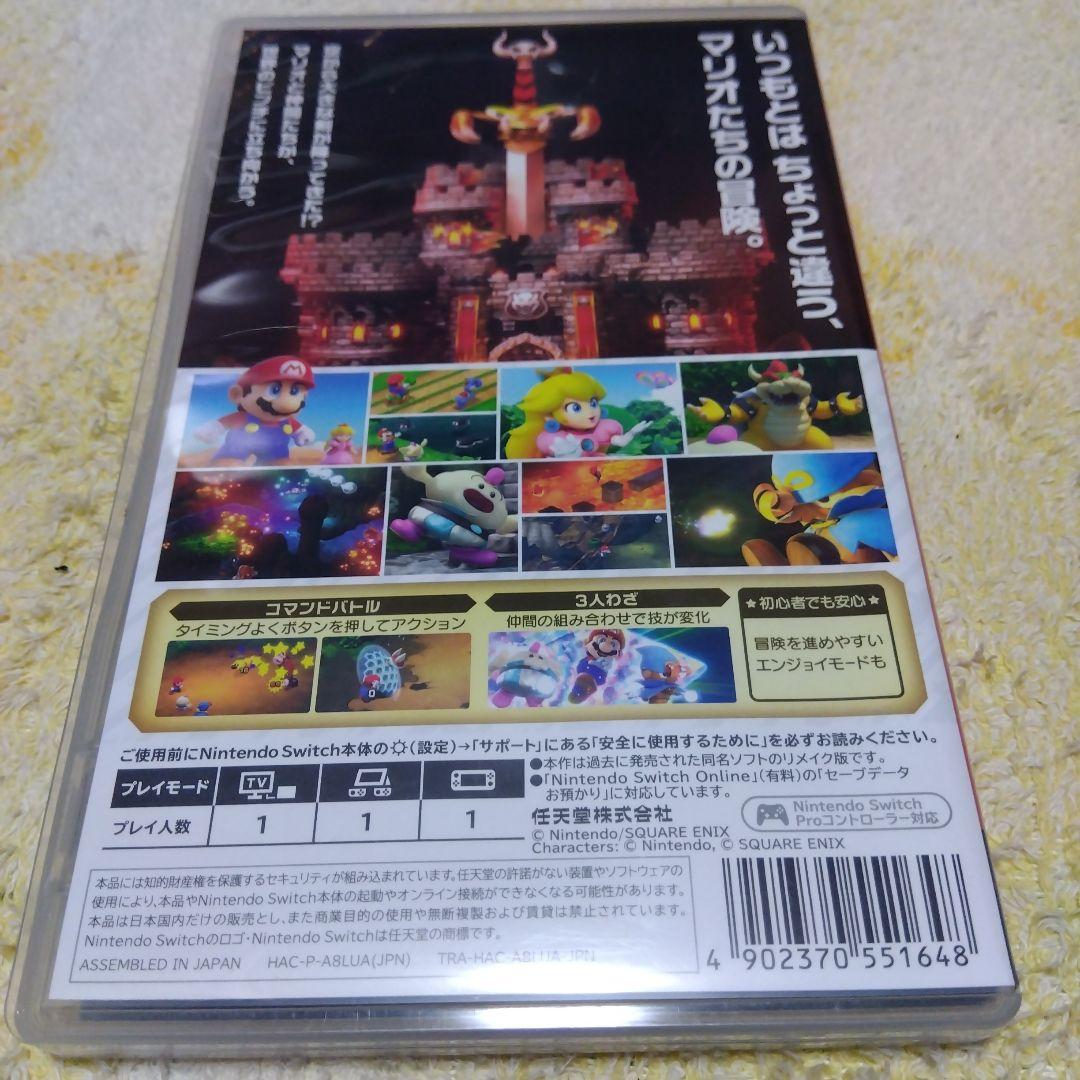 いつもとは ちょっと違う、
マリオたちの冒険。
コマンドバトル
タイミングよくボタンを押してアクション
3人わざ
仲間の組み合わせで技が変化
★初心者でも安心★
冒険を進めやすい
エンジョイモードも
ご使用前にNintendo Switch本体の(設定)→「サポート」にある「安全に使用するために」を必ずお読みください。
プレイモード TV
プレイ人数 1 1 1
●本作は過去に発売された同名ソフトのリメイク版です。
●「Nintendo Switch Online」(有料)の「セーブデータ
お預かり」に対応しています。
任天堂株式会社
© Nintendo/SQUARE ENIX
Characters: © Nintendo, © SQUARE ENIX
Nintendo Switch
Proコントローラー対応
本品には知的財産権を保護するセキュリティが組み込まれています。任天堂の許諾がない装置やソフトウェアの
使用により、本品やNintendo Switch本体の起動やオンライン接続ができなくなる可能性があります。
本品は日本国内だけの販売とし、また商業目的の使用や無断複製および賃貸は禁止されています。
Nintendo Switchのロゴ・Nintendo Switchは任天堂の商標です。
ASSEMBLED IN JAPAN HAC-P-A8LUA(JPN) TRA-HAC-A8LUA-JPN
4 902370 551648